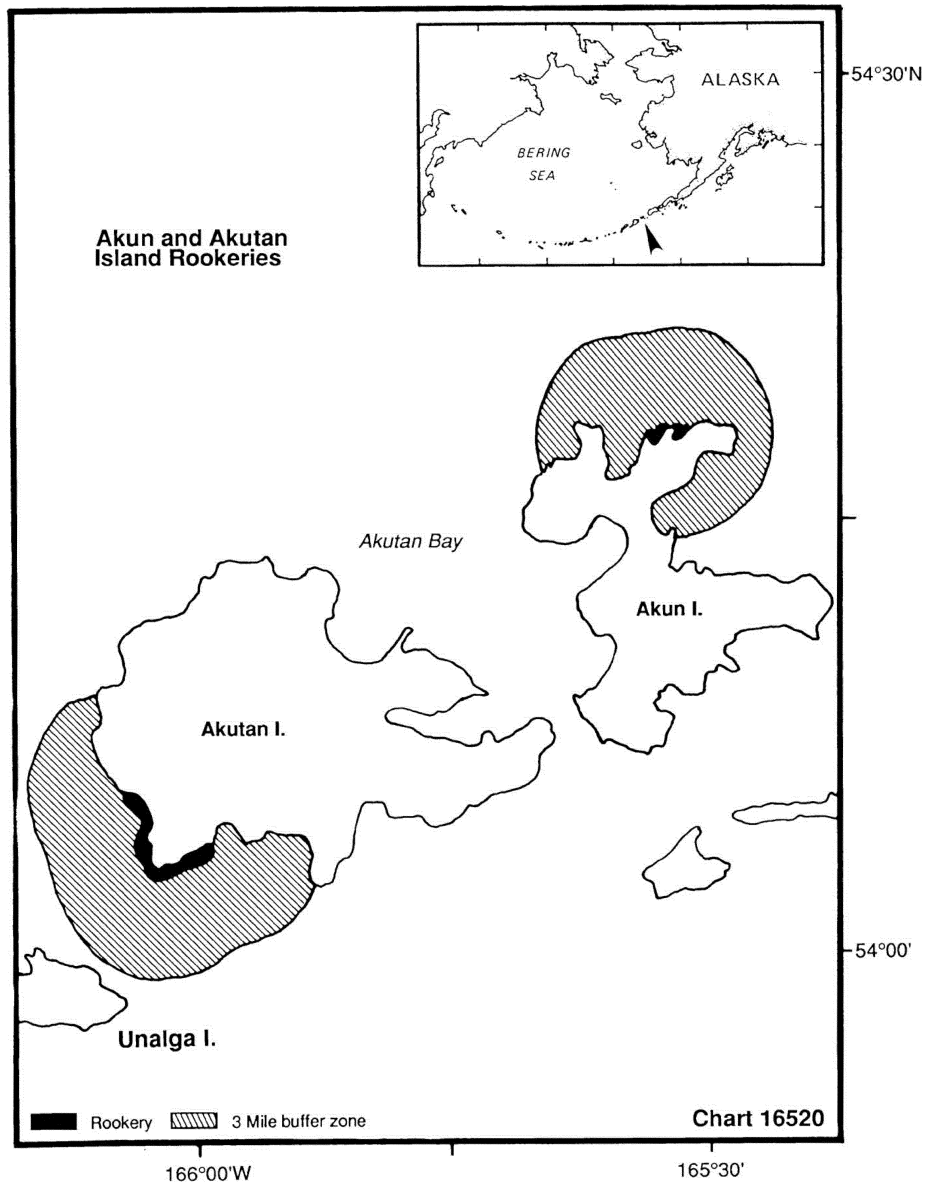 54°30'N
ALASKA
BERING
SEA
Akun and Akutan
Island Rookeries
Akutan Bay
Akun I.
Akutan I.
54°00'
Unalga I.
Rookery
3 Mile buffer zone
Chart 16520
166°00'W
165°30'